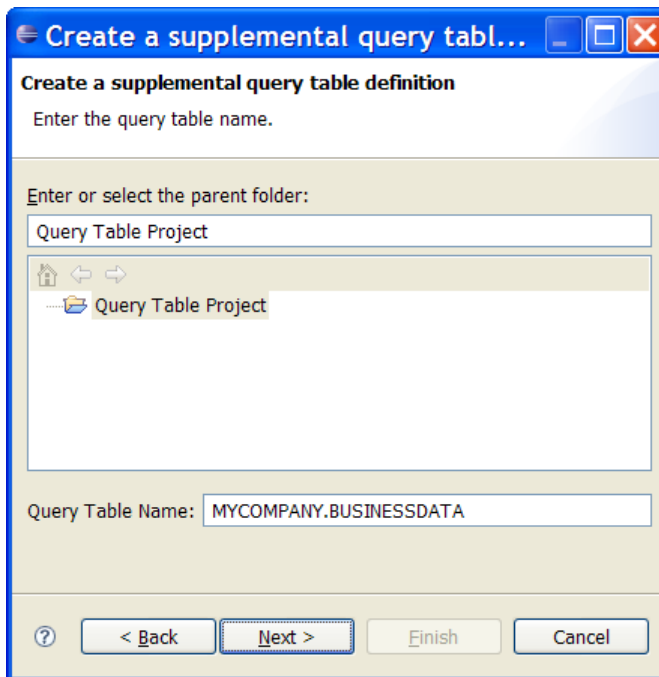 Create a supplemental query tabl...
Create a supplemental query table definition
Enter the query table name.
Enter or select the parent folder:
Query Table Project
Query Table Project
Query Table Name: MYCOMPANY.BUSINESSDATA
? < Back Next > Finish Cancel